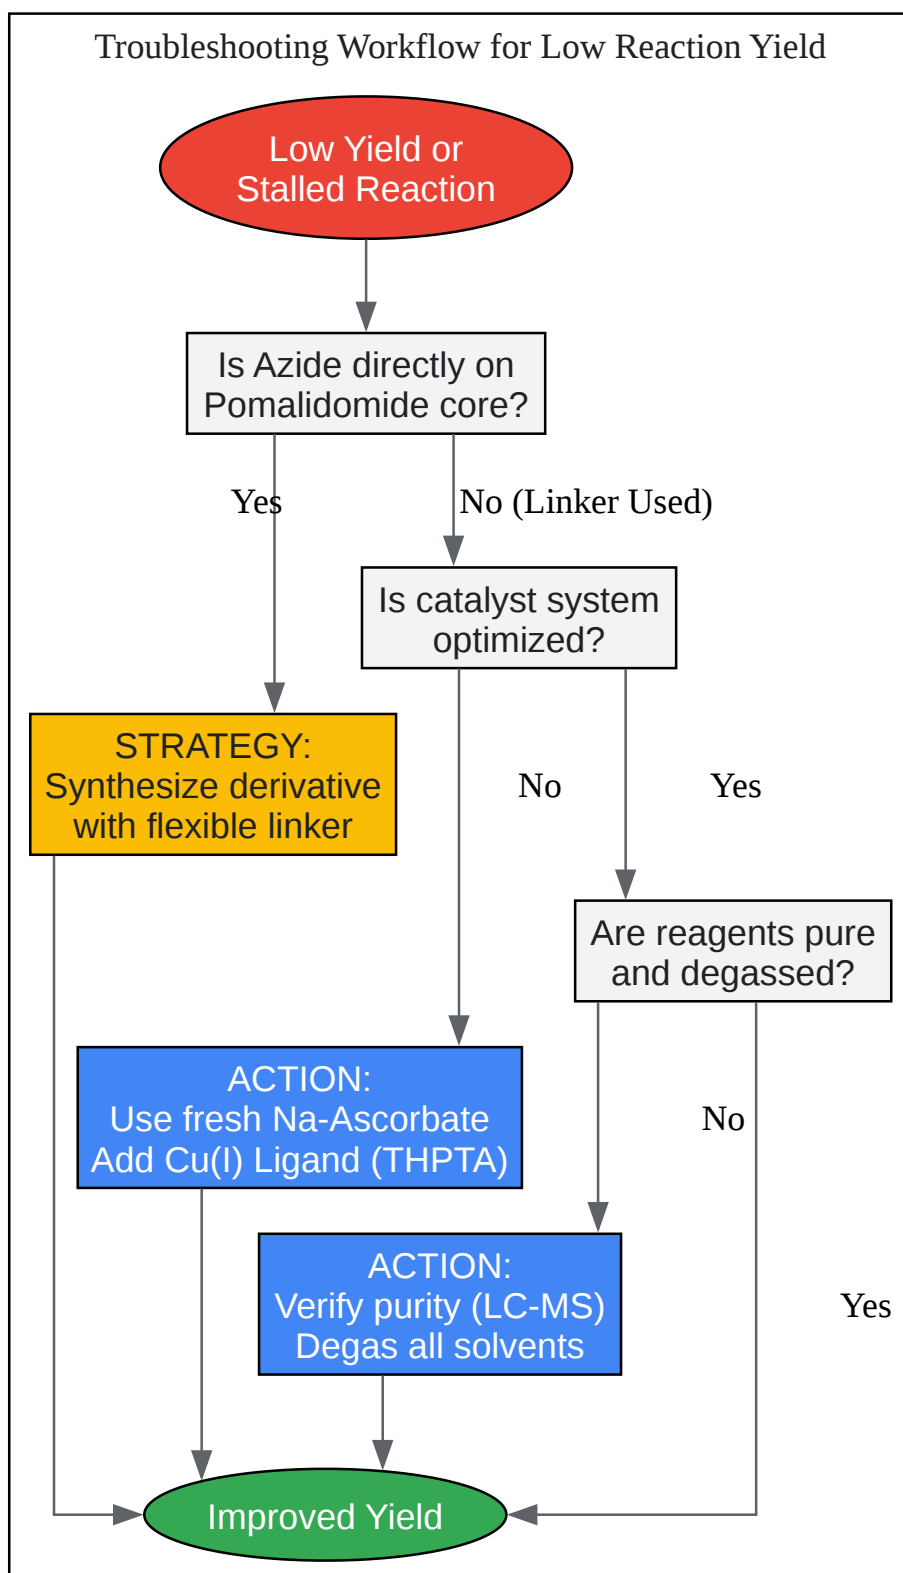 Troubleshooting Workflow for Low Reaction Yield
Low Yield or
Stalled Reaction
Is Azide directly on
Pomalidomide core?
Yes
No (Linker Used)
Is catalyst system
optimized?
STRATEGY:
Synthesize derivative
with flexible linker
No
Yes
Are reagents pure
and degassed?
ACTION:
Use fresh Na-Ascorbate
Add Cu(I) Ligand (THPTA)
No
ACTION:
Verify purity (LC-MS)
Degas all solvents
Yes
Improved Yield